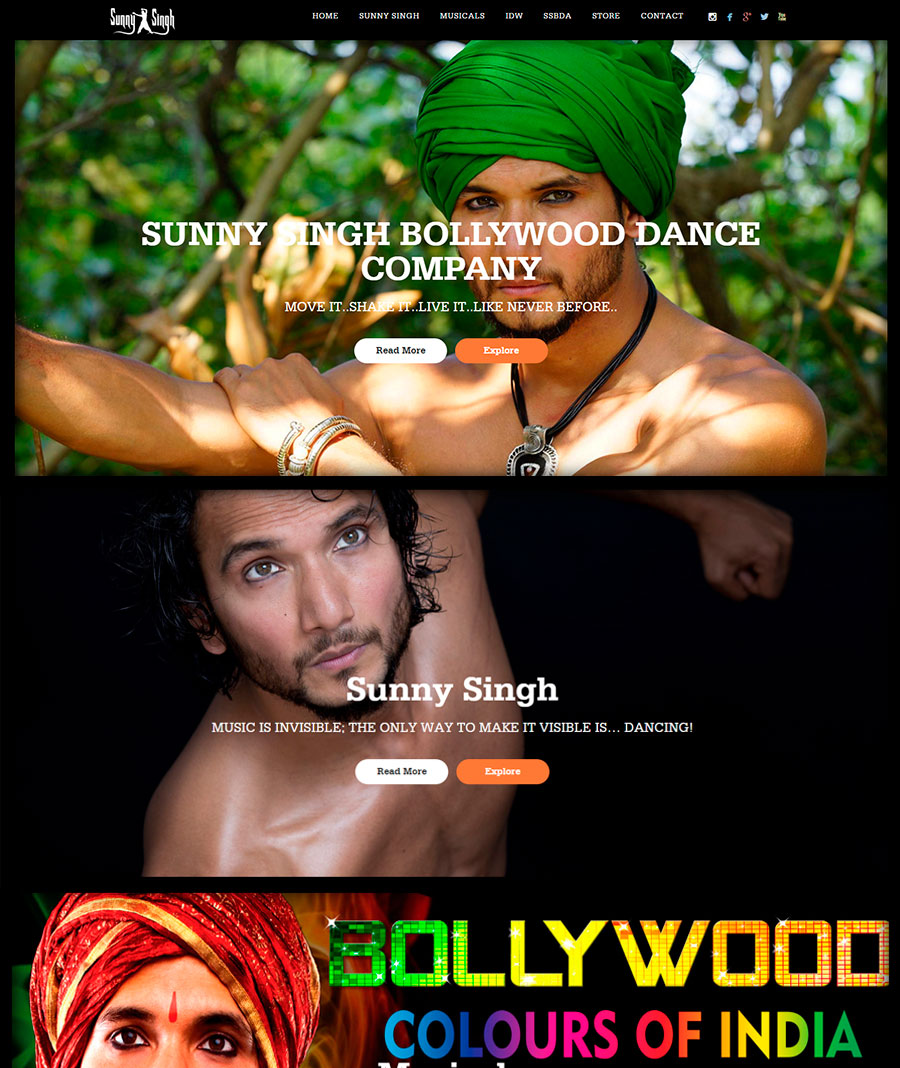 Sunny Singh
HOME SUNNY SINGH MUSICALS IDW SSBDA STORE CONTACT
SUNNY SINGH BOLLYWOOD DANCE
COMPANY
MOVE IT..SHAKE IT..LIVE IT..LIKE NEVER BEFORE..
Read More Explore
Sunny Singh
MUSIC IS INVISIBLE; THE ONLY WAY TO MAKE IT VISIBLE IS... DANCING!
Read More Explore
BOLLYWOOD
COLOURS OF INDIA